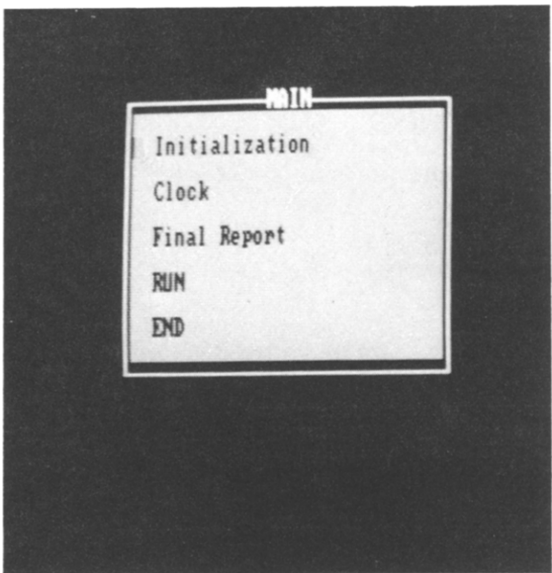 MAIN
Initialization
Clock
Final Report
RUN
END